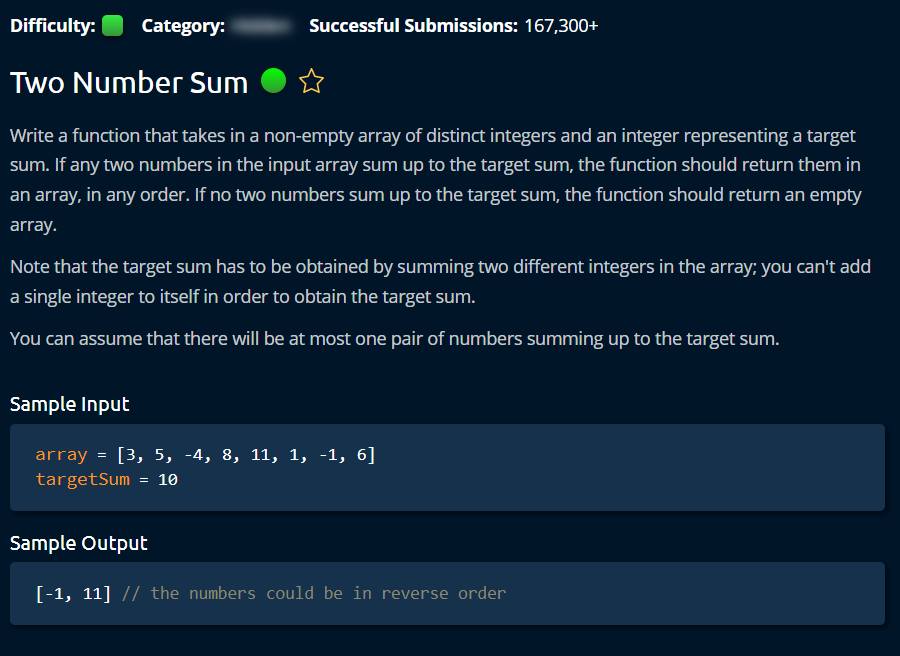 Difficulty: Category: Successful Submissions: 167,300+
Two Number Sum
Write a function that takes in a non-empty array of distinct integers and an integer representing a target
sum. If any two numbers in the input array sum up to the target sum, the function should return them in
an array, in any order. If no two numbers sum up to the target sum, the function should return an empty
array.
Note that the target sum has to be obtained by summing two different integers in the array; you can't add
a single integer to itself in order to obtain the target sum.
You can assume that there will be at most one pair of numbers summing up to the target sum.
Sample Input
array = [3, 5, -4, 8, 11, 1, -1, 6]
targetSum = 10
Sample Output
[-1, 11] // the numbers could be in reverse order